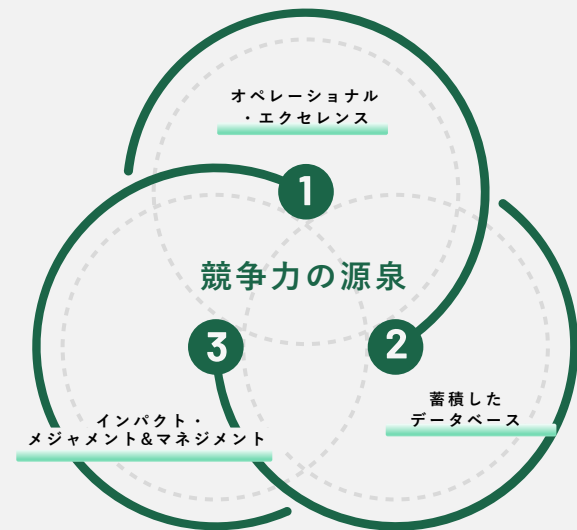 オペレーショナル
・エクセレンス
1
競争力の源泉
3
2
蓄積した
データベース
インパクト・
メジャメント&マネジメント